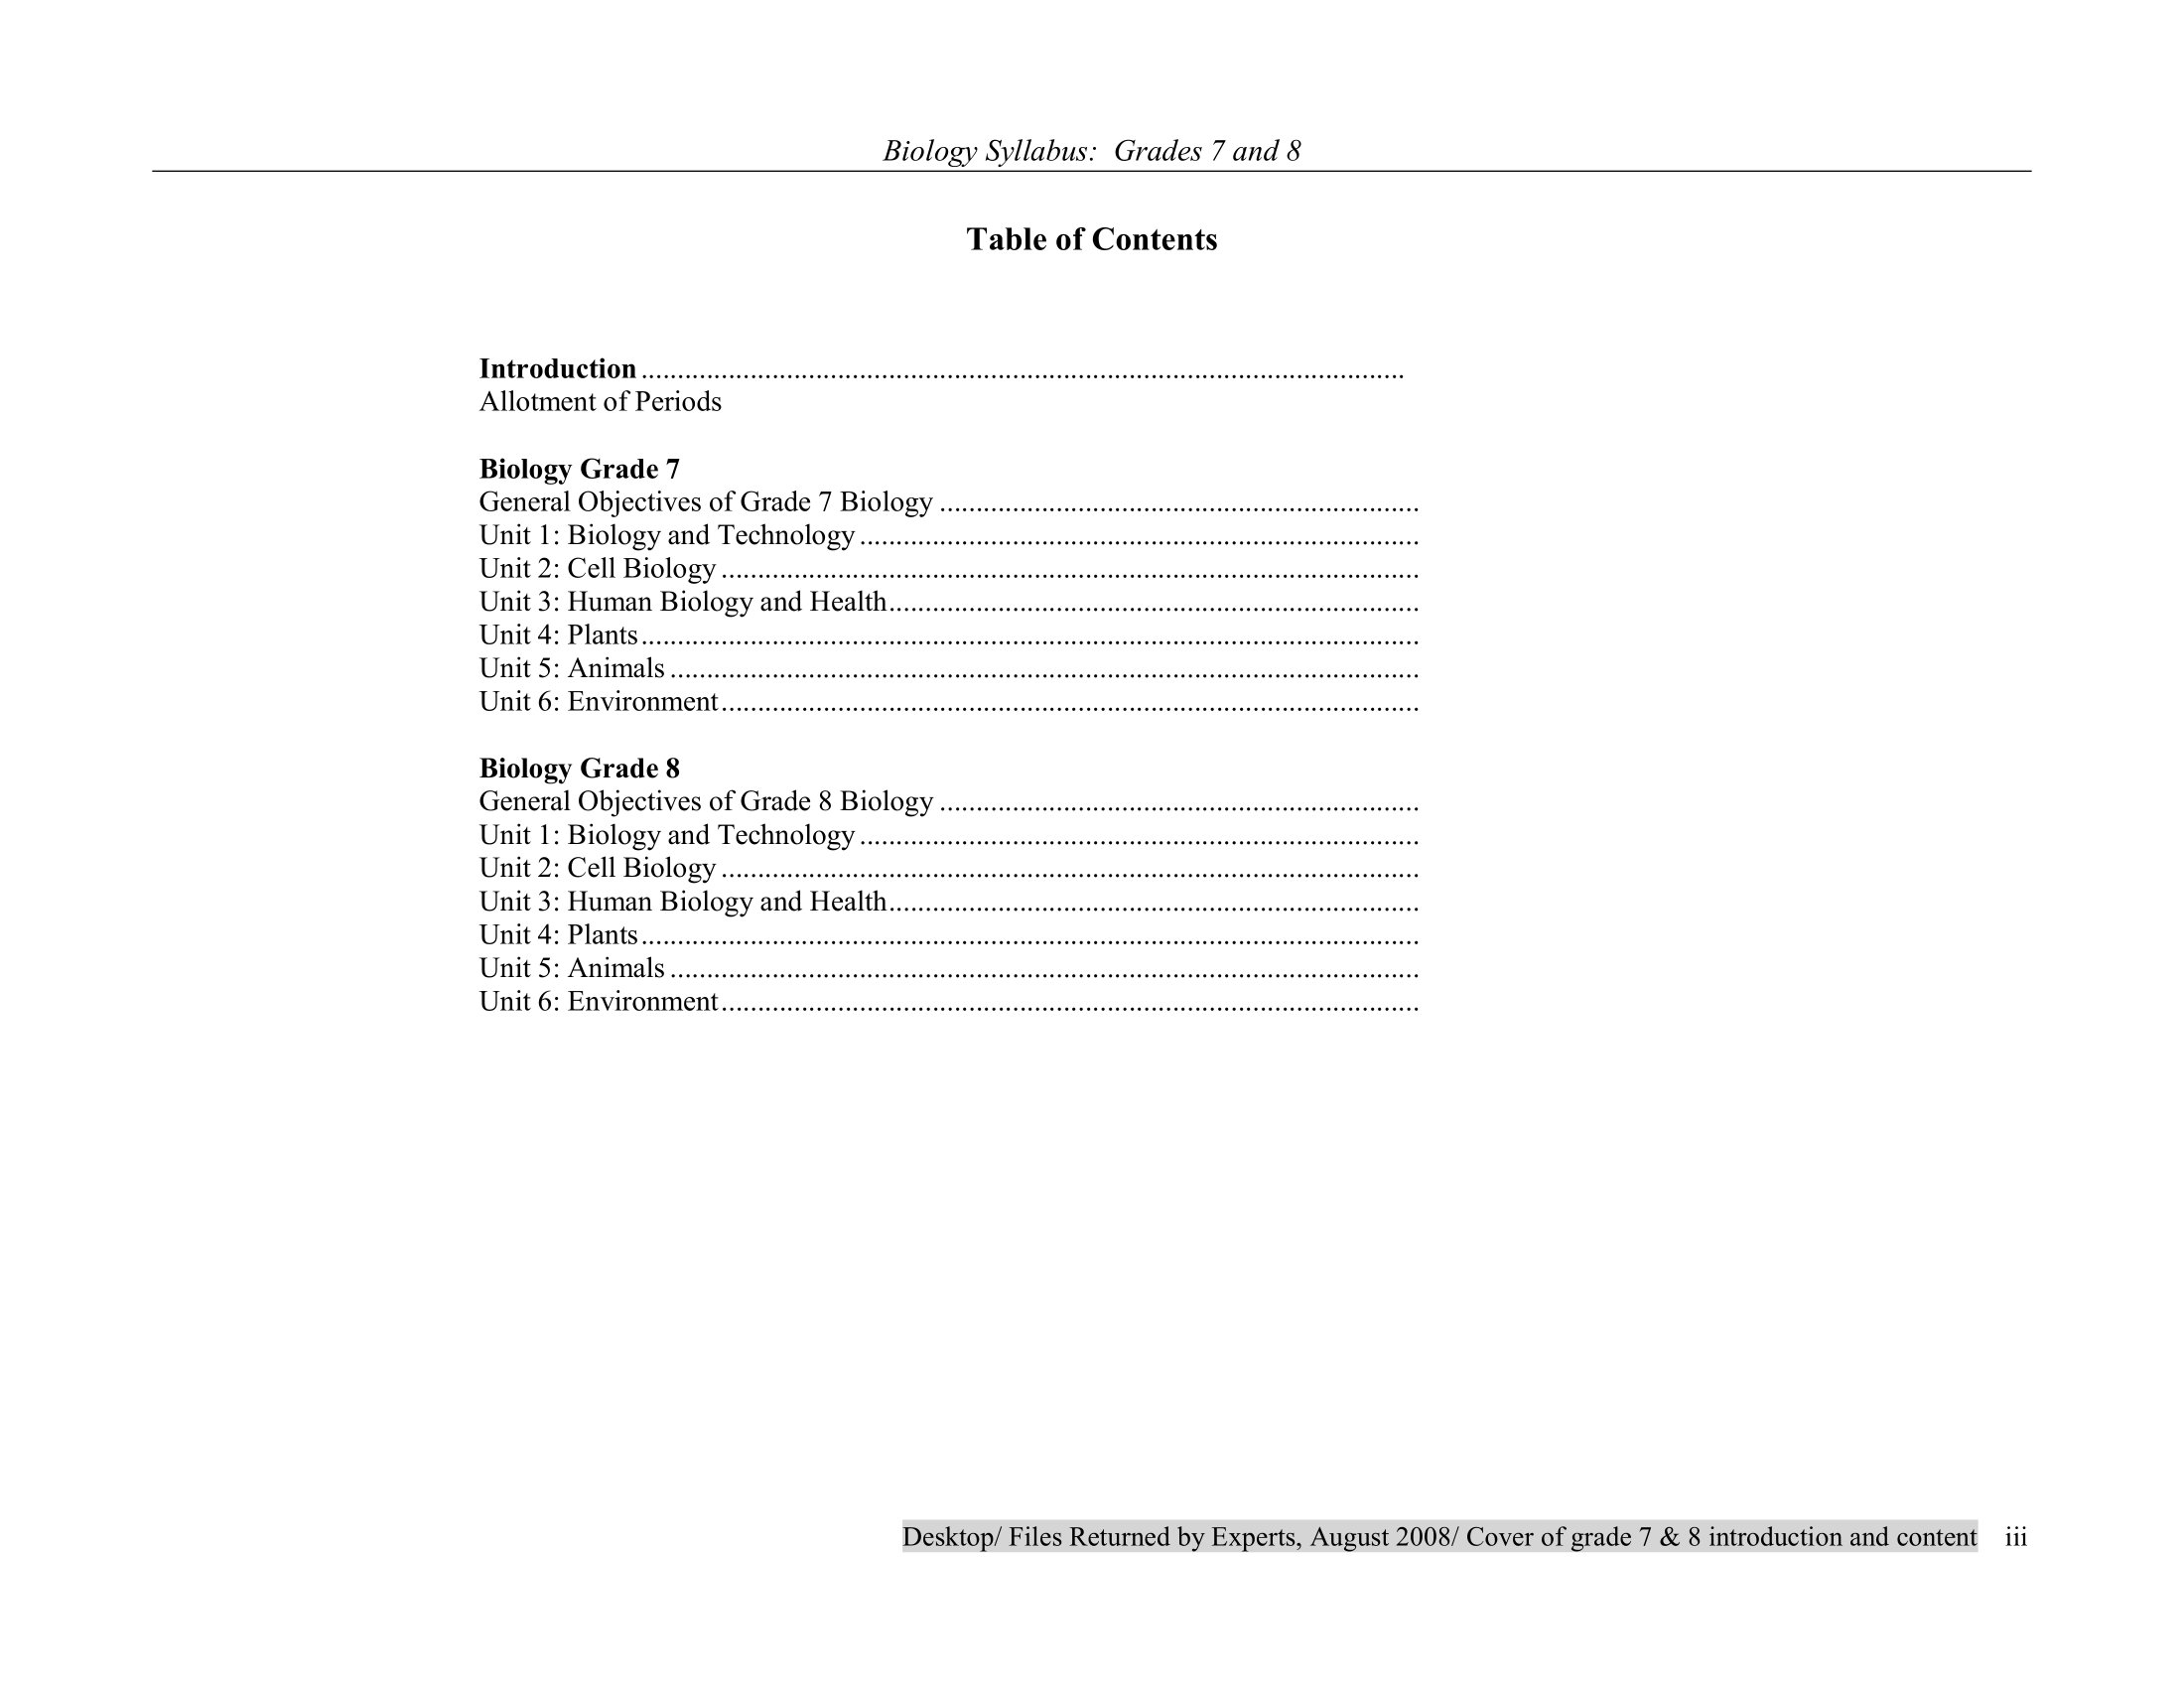 Biology Syllabus: Grades 7 and 8
Table of Contents
Introduction ........................................................................................................
Allotment of Periods
Biology Grade 7
General Objectives of Grade 7 Biology ..................................................................
Unit 1: Biology and Technology .............................................................................
Unit 2: Cell Biology ................................................................................................
Unit 3: Human Biology and Health.........................................................................
Unit 4: Plants...........................................................................................................
Unit 5: Animals .......................................................................................................
Unit 6: Environment................................................................................................
Biology Grade 8
General Objectives of Grade 8 Biology ..................................................................
Unit 1: Biology and Technology .............................................................................
Unit 2: Cell Biology ................................................................................................
Unit 3: Human Biology and Health.........................................................................
Unit 4: Plants...........................................................................................................
Unit 5: Animals .......................................................................................................
Unit 6: Environment................................................................................................
Desktop/ Files Returned by Experts, August 2008/ Cover of grade 7 & 8 introduction and content iii